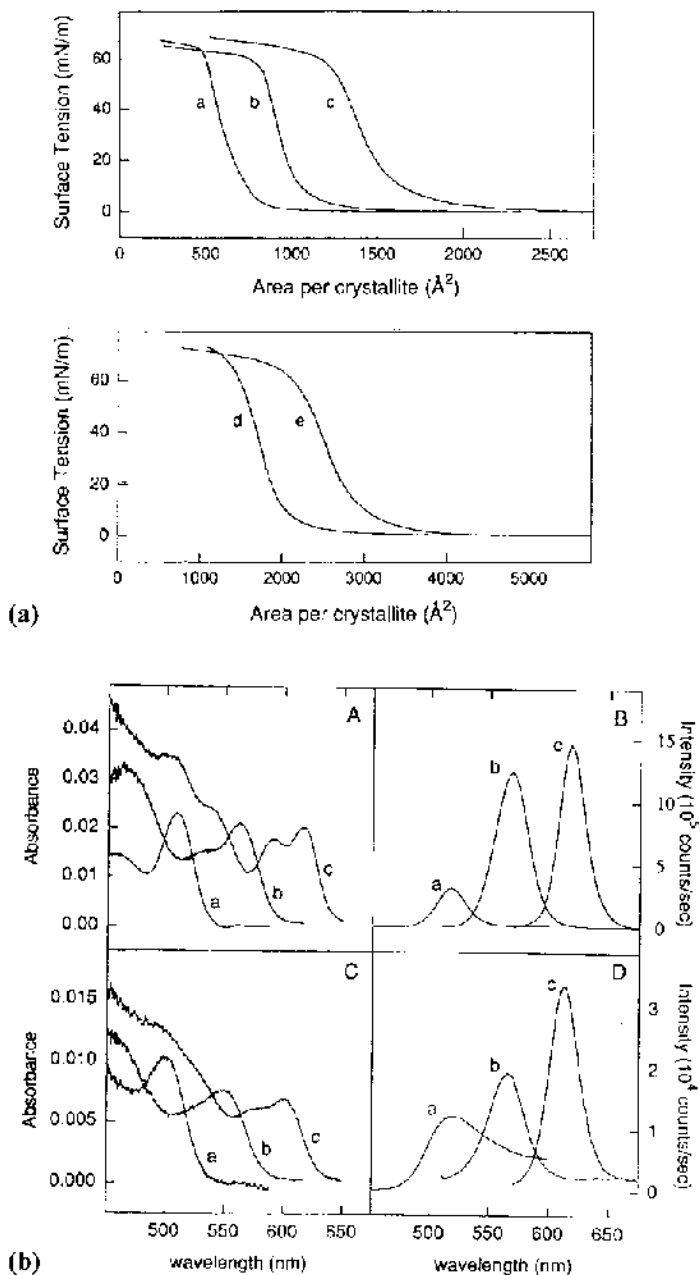 Surface Tension (mN/m)
60
40
20
0
a
b
c
0
500
1000
1500
2000
2500
Area per crystallite (Å²)
Surface Tension (mN/m)
60
40
20
0
d
e
0
1000
2000
3000
4000
5000
Area per crystallite (Å²)
(a)
Absorbance
0.04
0.03
0.02
0.01
0.00
A
a
b
c
B
a
b
c
15
10
5
0
Intensity (10⁵ counts/sec)
Absorbance
0.015
0.010
0.005
0.000
C
a
b
c
D
a
b
c
3
2
1
0
Intensity (10⁴ counts/sec)
500
550
600
650
wavelength (nm)
500
550
600
650
wavelength (nm)
(b)